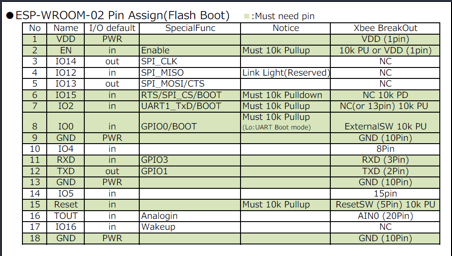 ●ESP-WROOM-02 Pin Assign(Flash Boot) :Must need pin
No Name I/O default SpecialFunc Notice Xbee BreakOut
1 VDD PWR VDD (1pin)
2 EN in Enable Must 10k Pullup 10k PU or VDD (1pin)
3 IO14 out SPI_CLK NC
4 IO12 in SPI_MISO Link Light(Reserved) NC
5 IO13 out SPI_MOSI/CTS NC
6 IO15 in RTS/SPI_CS/BOOT Must 10k Pulldown NC 10k PD
7 IO2 in UART1_TxD/BOOT Must 10k Pullup NC(or 13pin) 10k PU
8 IO0 in GPIO0/BOOT Must 10k Pullup ExternalSW 10k PU
(Lo:UART Boot mode)
9 GND PWR GND (10Pin)
10 IO4 in 8Pin
11 RXD in GPIO3 RXD (3Pin)
12 TXD out GPIO1 TXD (2Pin)
13 GND PWR GND (10Pin)
14 IO5 in 15pin
15 Reset in Must 10k Pullup ResetSW (5Pin) 10k PU
16 TOUT in Analogin AIN0 (20Pin)
17 IO16 in Wakeup NC
18 GND PWR GND (10Pin)